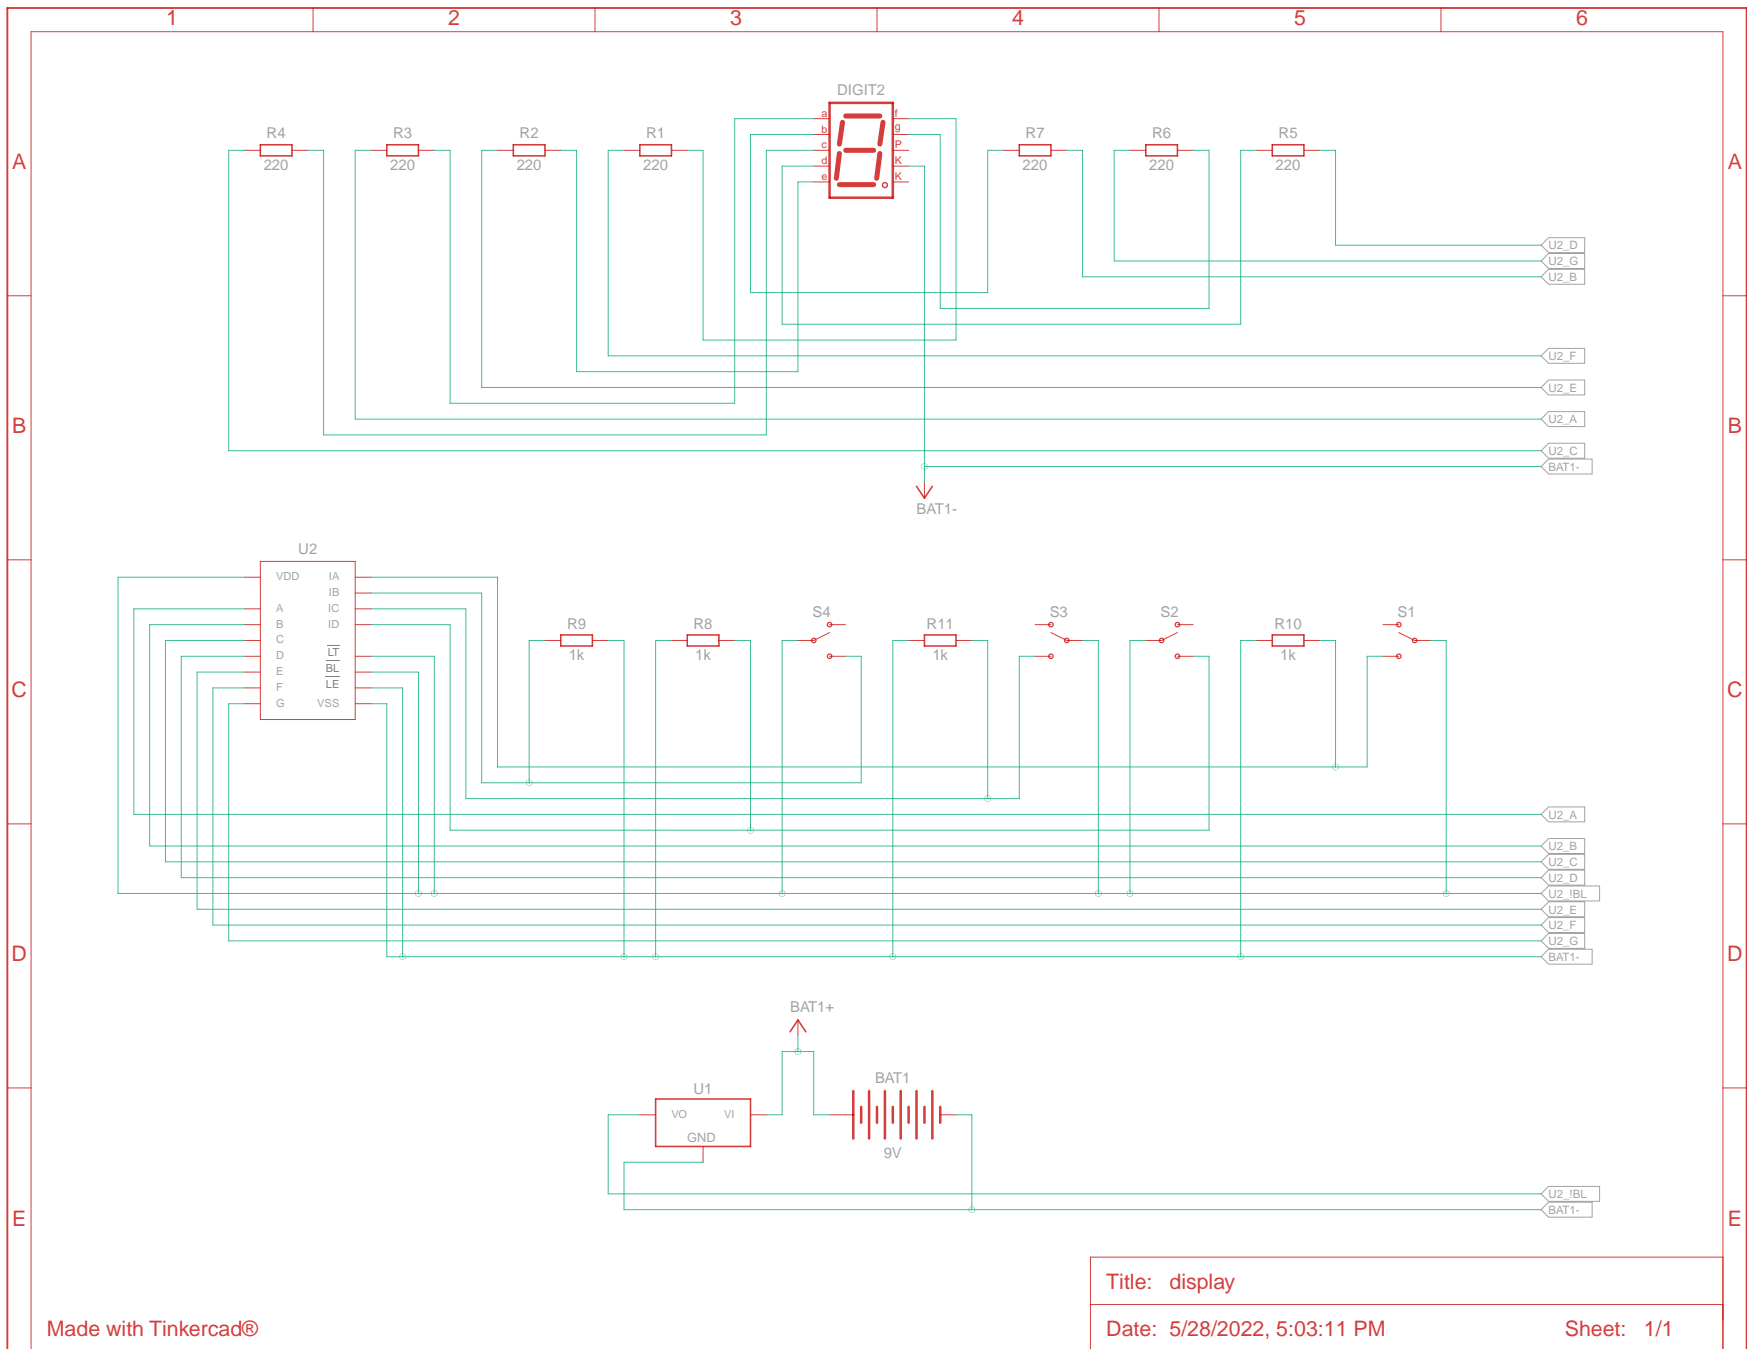 1 2 3 4 5 6
DIGIT2
R4 R3 R2 R1 R7 R6 R5
220 220 220 220 220 220 220
a f
b g
c P
d K
e K
A A
U2_D
U2_G
U2_B
U2_F
U2_E
U2_A
B B
U2_C
BAT1-
BAT1-
U2
VDD IA
IB
A IC
B ID
C
D LT
E BL
F LE
G VSS
R9 R8 S4 R11 S3 S2 R10 S1
1k 1k 1k 1k
C C
U2_A
U2_B
U2_C
U2_D
U2_!BL
U2_E
U2_F
U2_G
BAT1-
D D
BAT1+
U1 BAT1
VO VI
GND
9V
U2_!BL
BAT1-
E E
Title: display
Made with Tinkercad®
Date: 5/28/2022, 5:03:11 PM Sheet: 1/1